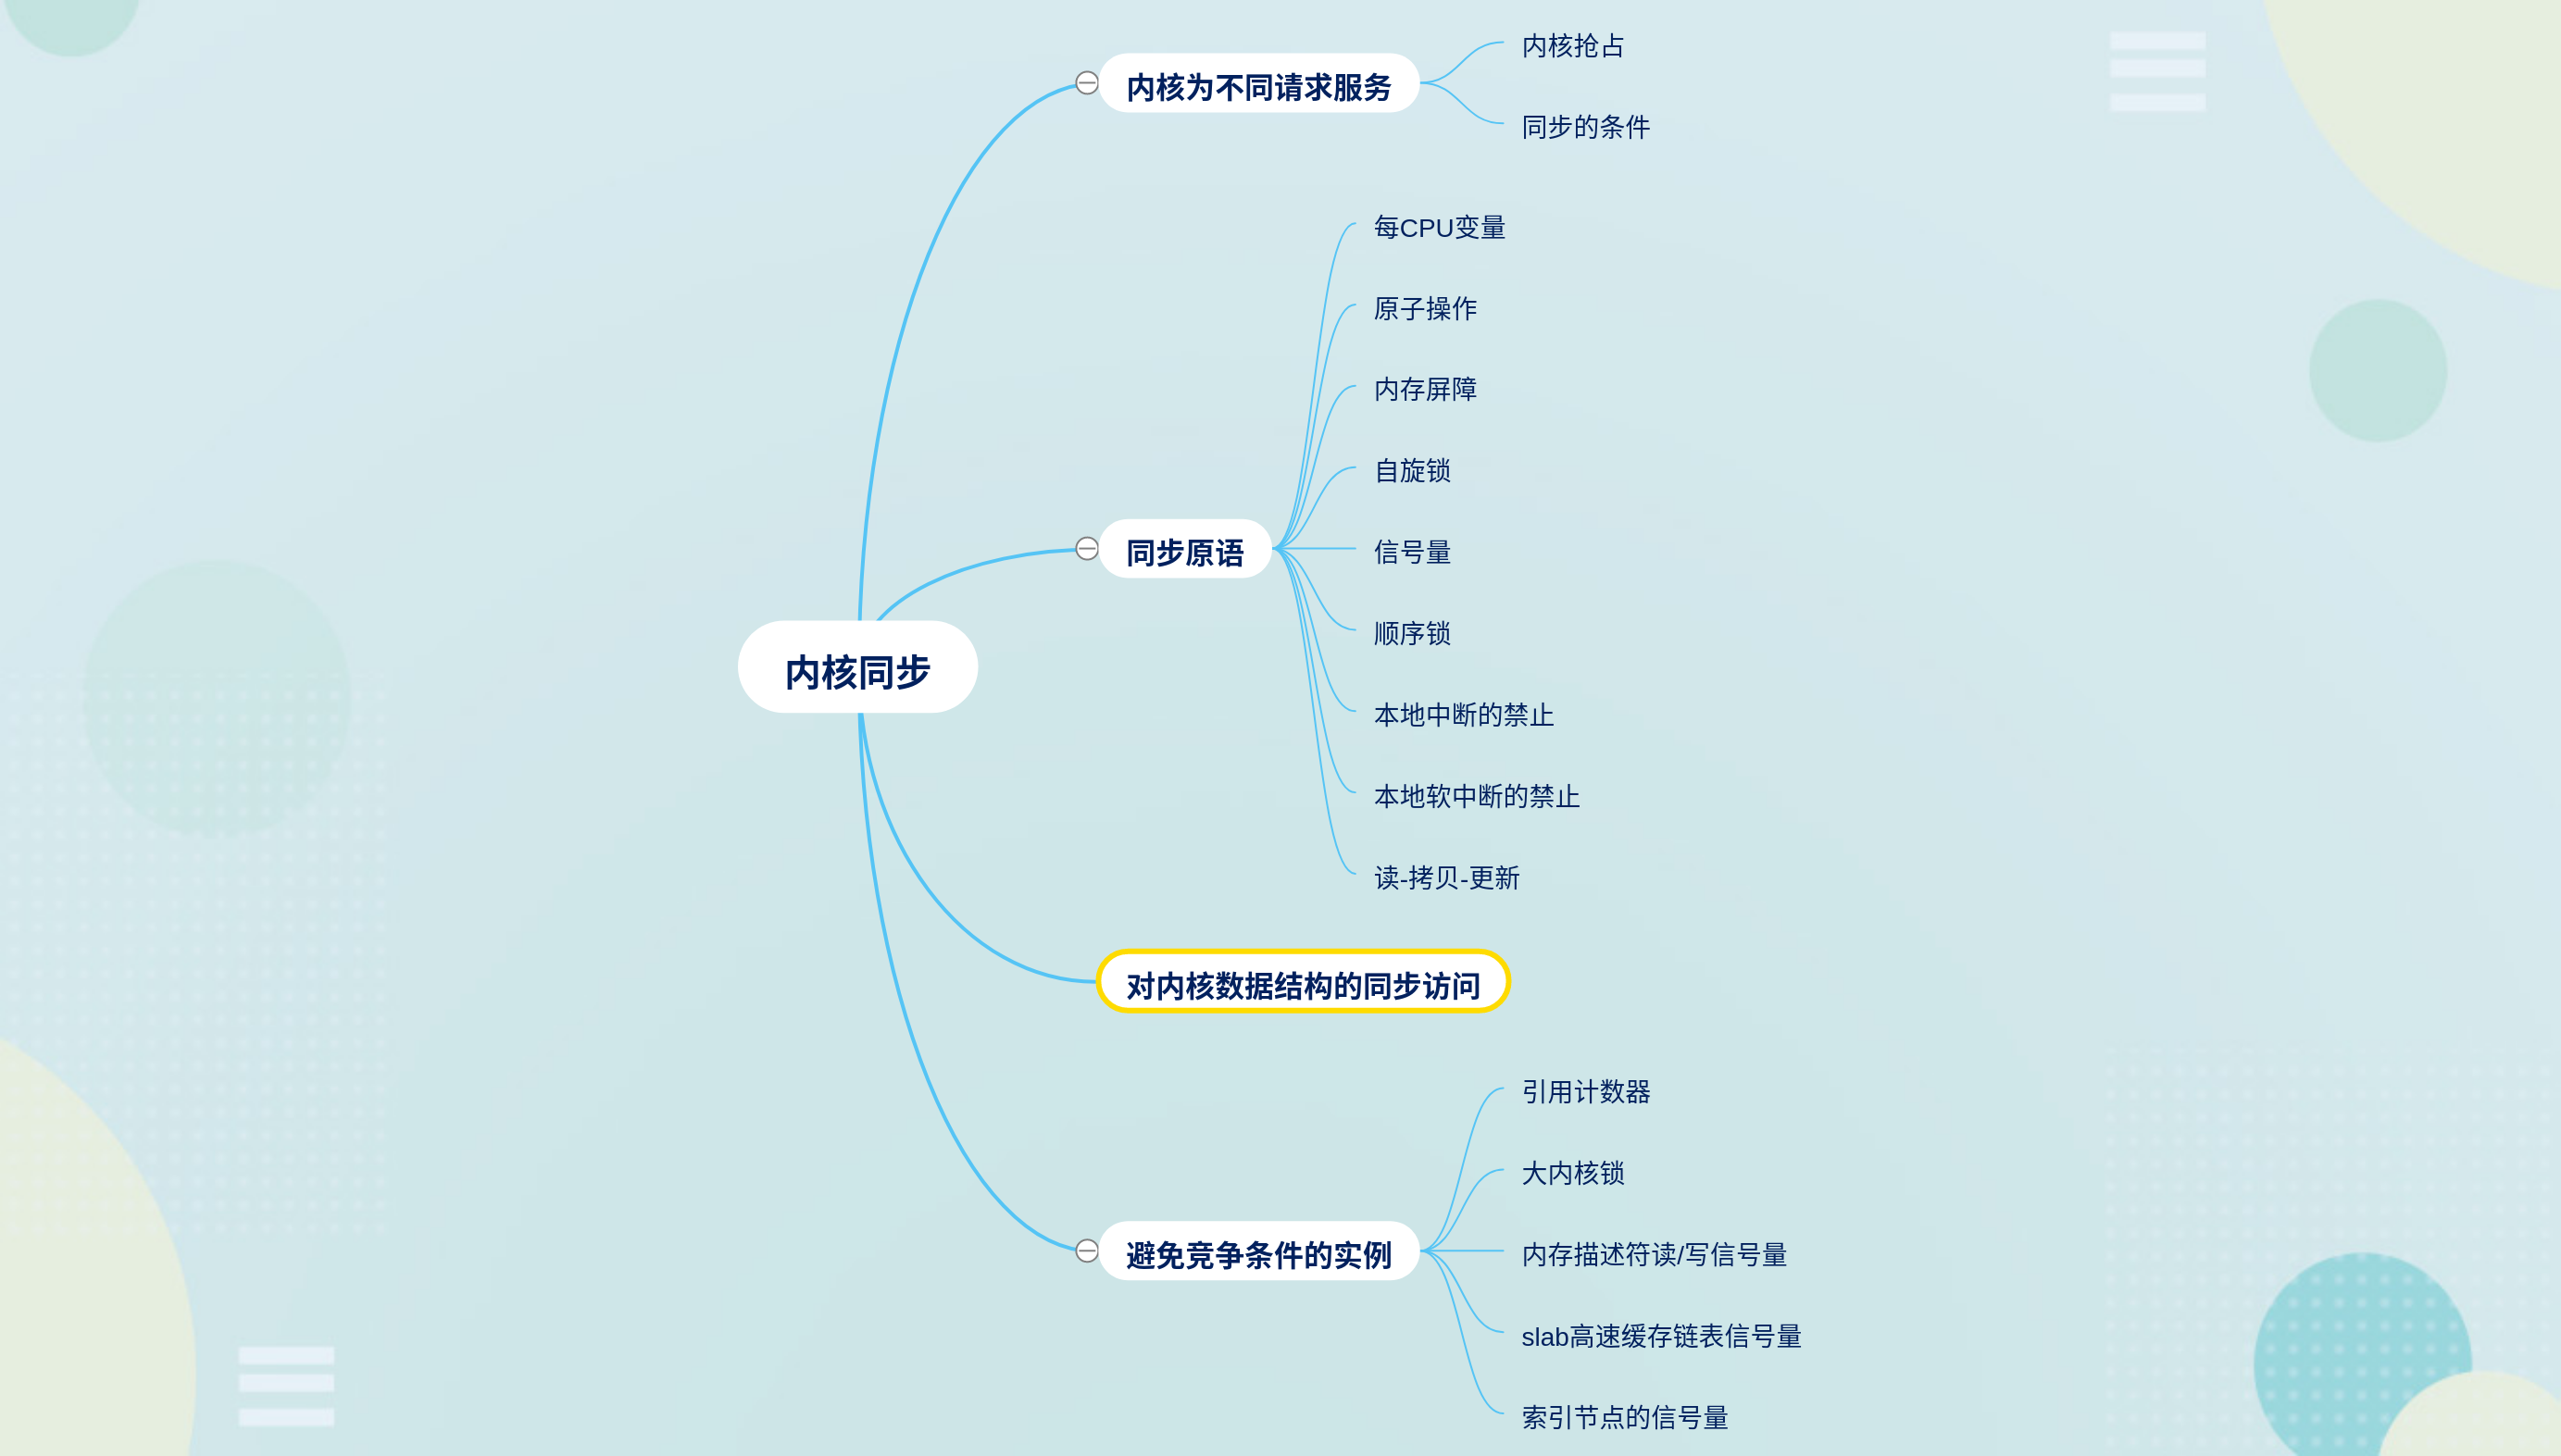 内核同步
内核为不同请求服务
内核抢占
同步的条件
同步原语
每CPU变量
原子操作
内存屏障
自旋锁
信号量
顺序锁
本地中断的禁止
本地软中断的禁止
读-拷贝-更新
对内核数据结构的同步访问
避免竞争条件的实例
引用计数器
大内核锁
内存描述符读/写信号量
slab高速缓存链表信号量
索引节点的信号量